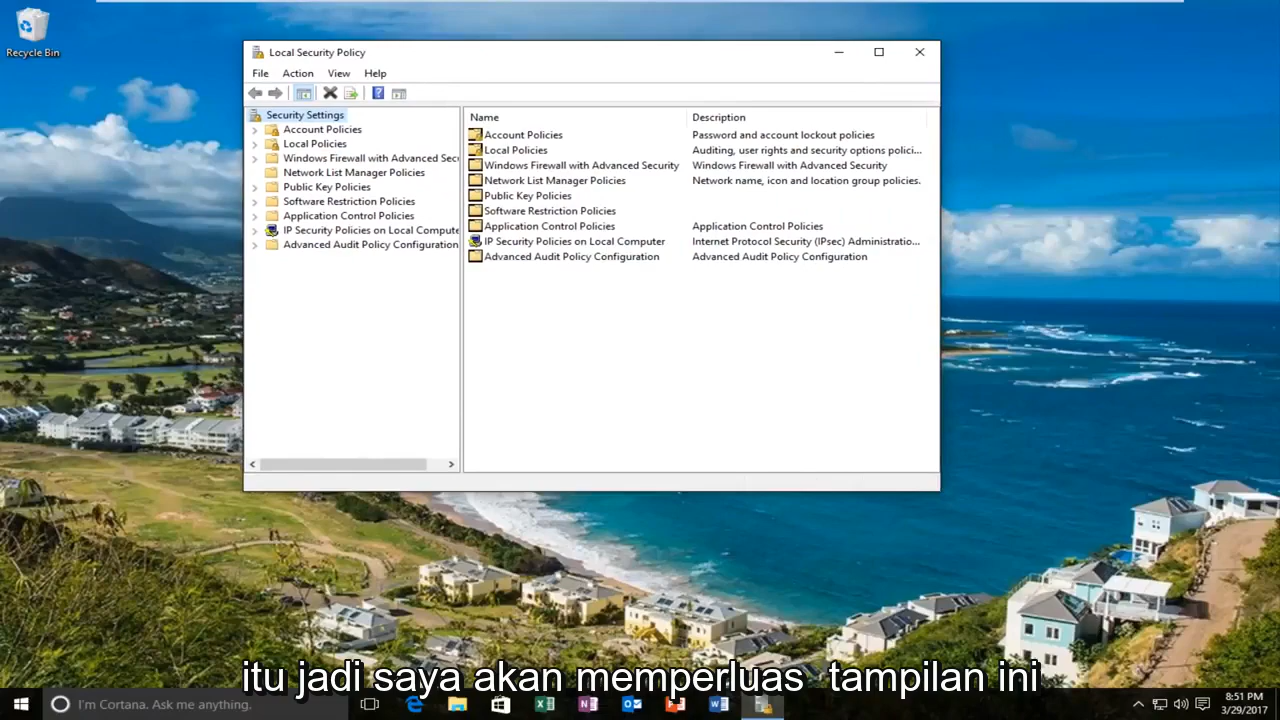 Recycle Bin
Local Security Policy
File Action View Help
Security Settings
Account Policies
Local Policies
Windows Firewall with Advanced Secu
Network List Manager Policies
Public Key Policies
Software Restriction Policies
Application Control Policies
IP Security Policies on Local Compute
Advanced Audit Policy Configuration
Name Description
Account Policies Password and account lockout policies
Local Policies Auditing, user rights and security options polici...
Windows Firewall with Advanced Security Windows Firewall with Advanced Security
Network List Manager Policies Network name, icon and location group policies.
Public Key Policies
Software Restriction Policies
Application Control Policies Application Control Policies
IP Security Policies on Local Computer Internet Protocol Security (IPsec) Administratio...
Advanced Audit Policy Configuration Advanced Audit Policy Configuration
itu jadi saya akan memperluas tampilan ini
I'm Cortana. Ask me anything.
8:51 PM
3/29/2017